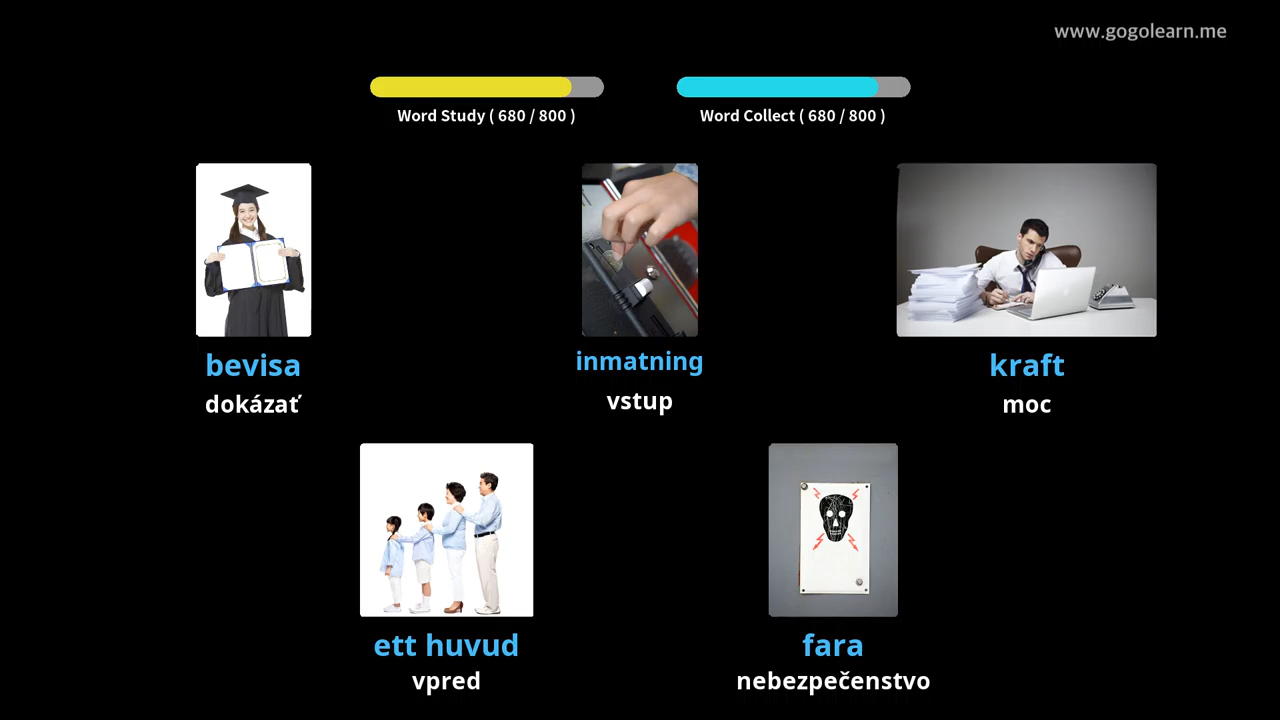 www.gogolearn.me
Word Study ( 680 / 800 )
Word Collect ( 680 / 800 )
bevisa
dokázať
inmatning
vstup
kraft
moc
ett huvud
vpred
fara
nebezpečenstvo